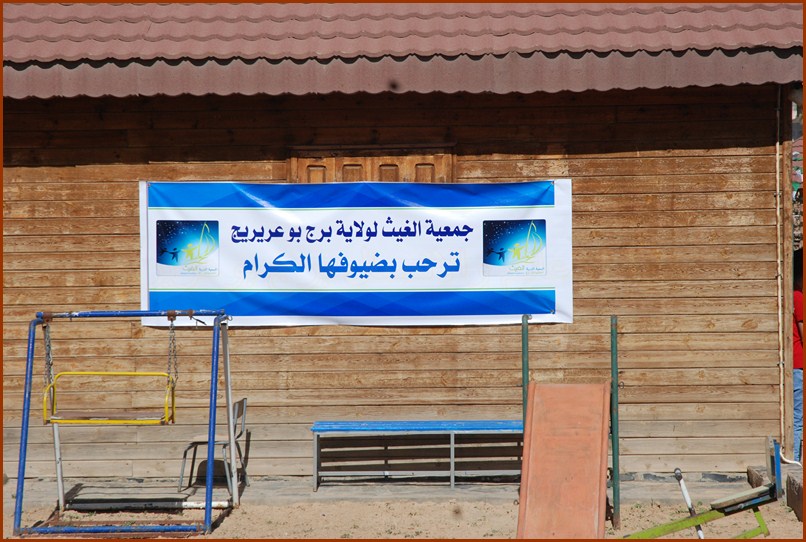 جمعية الغيث لولاية برج بو عريريج
ترحب بضيوفها الكرام